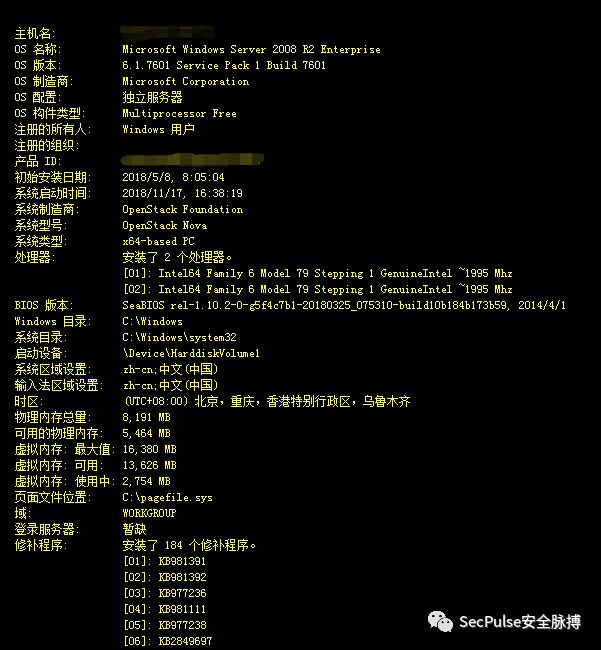 主机名:
OS 名称: Microsoft Windows Server 2008 R2 Enterprise
OS 版本: 6.1.7601 Service Pack 1 Build 7601
OS 制造商: Microsoft Corporation
OS 配置: 独立服务器
OS 构件类型: Multiprocessor Free
注册的所有人: Windows 用户
注册的组织:
产品 ID:
初始安装日期: 2018/5/8, 8:05:04
系统启动时间: 2018/11/17, 16:38:19
系统制造商: OpenStack Foundation
系统型号: OpenStack Nova
系统类型: x64-based PC
处理器: 安装了 2 个处理器。
[01]: Intel64 Family 6 Model 79 Stepping 1 GenuineIntel ~1995 Mhz
[02]: Intel64 Family 6 Model 79 Stepping 1 GenuineIntel ~1995 Mhz
BIOS 版本: SeaBIOS rel-1.10.2-0-g5f4c7b1-20180325_075310-build10b184b173b59, 2014/4/1
Windows 目录: C:\Windows
系统目录: C:\Windows\system32
启动设备: \Device\HarddiskVolume1
系统区域设置: zh-cn;中文(中国)
输入法区域设置: zh-cn;中文(中国)
时区: (UTC+08:00) 北京，重庆，香港特别行政区，乌鲁木齐
物理内存总量: 8,191 MB
可用的物理内存: 5,464 MB
虚拟内存: 最大值: 16,380 MB
虚拟内存: 可用: 13,626 MB
虚拟内存: 使用中: 2,754 MB
页面文件位置: C:\pagefile.sys
域: WORKGROUP
登录服务器: 暂缺
修补程序: 安装了 184 个修补程序。
[01]: KB981391
[02]: KB981392
[03]: KB977236
[04]: KB981111
[05]: KB977238
[06]: KB2849697
SecPulse安全脉搏